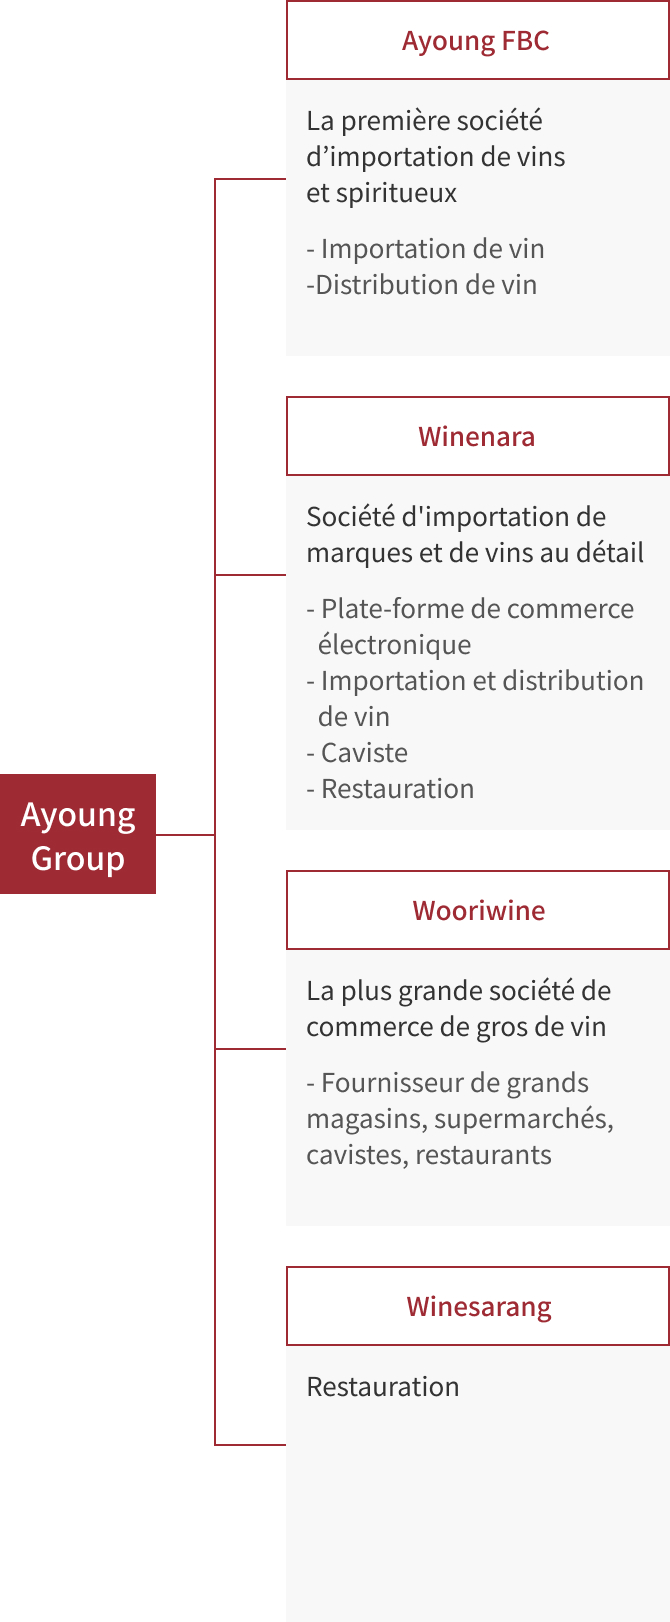 Ayoung FBC
La première société
d’importation de vins
et spiritueux
- Importation de vin
-Distribution de vin
Winenara
Société d'importation de
marques et de vins au détail
- Plate-forme de commerce
électronique
- Importation et distribution
de vin
- Caviste
- Restauration
Ayoung
Group
Wooriwine
La plus grande société de
commerce de gros de vin
- Fournisseur de grands
magasins, supermarchés,
cavistes, restaurants
Winesarang
Restauration